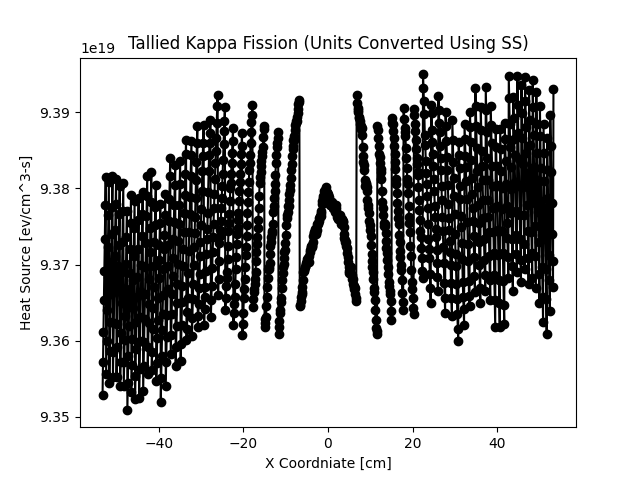 Tallied Kappa Fission (Units Converted Using SS)
1e19
9.39
9.38
9.37
9.36
9.35
Heat Source [ev/cm^3-s]
−40 −20 0 20 40
X Coordniate [cm]